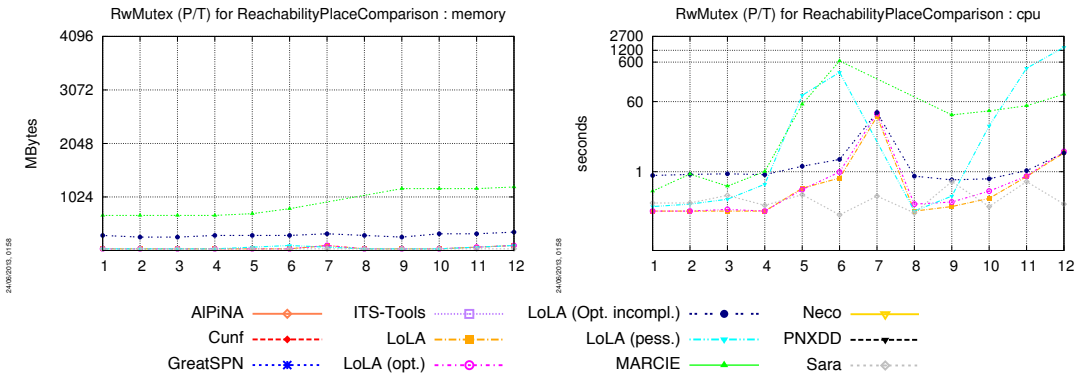 RwMutex (P/T) for ReachabilityPlaceComparison : memory
4096
3072
2048
1024
MBytes
1 2 3 4 5 6 7 8 9 10 11 12
24/06/2013, 01:58
RwMutex (P/T) for ReachabilityPlaceComparison : cpu
2700
1200
600
60
1
seconds
1 2 3 4 5 6 7 8 9 10 11 12
24/06/2013, 01:58
AlPiNA
Cunf
GreatSPN
ITS-Tools
LoLA
LoLA (opt.)
LoLA (Opt. incompl.)
LoLA (pess.)
MARCIE
Neco
PNXDD
Sara